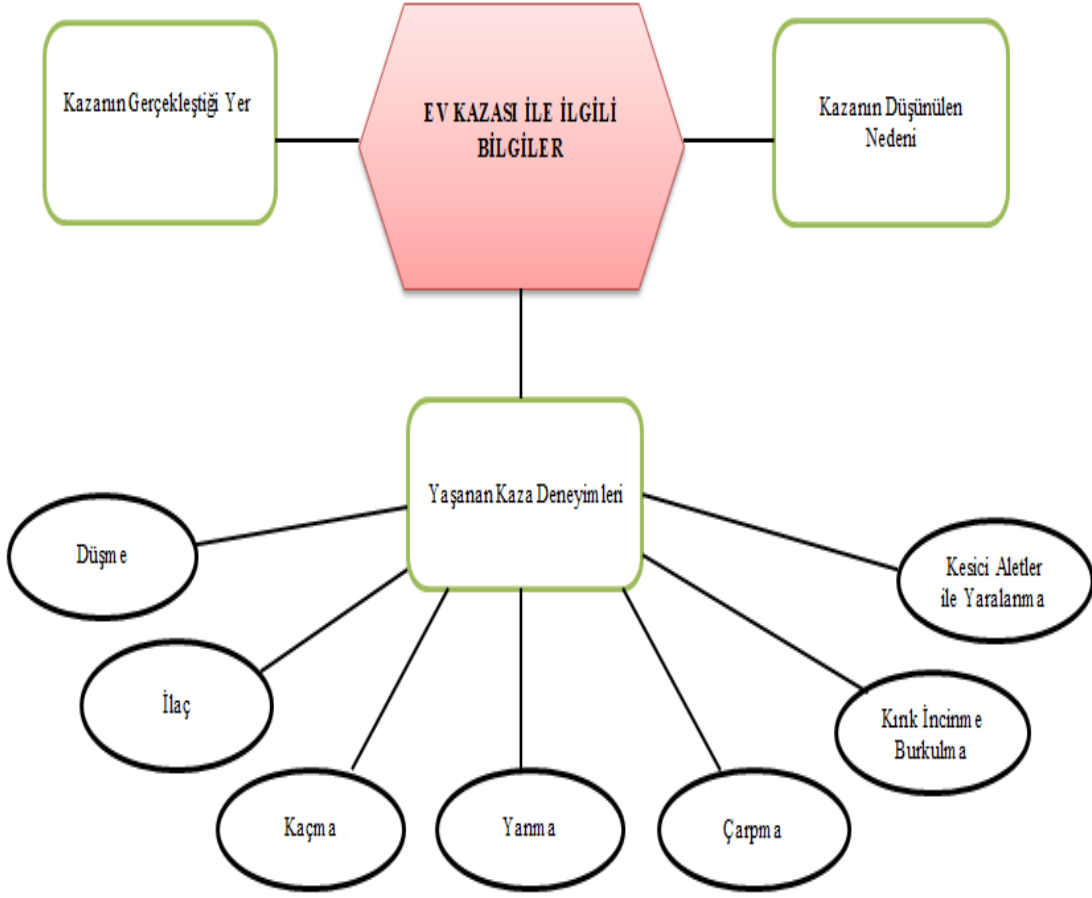 Kazanın Gerçekleştiği Yer
EV KAZASI İLE İLGİLİ
BİLGİLER
Kazanın Düşünülen
Nedeni
Yaşanan Kaza Deneyimleri
Düşme
İlaç
Kaçma
Yanma
Çarpma
Kırık İncinme
Burkulma
Kesici Aletler
ile Yaralanma